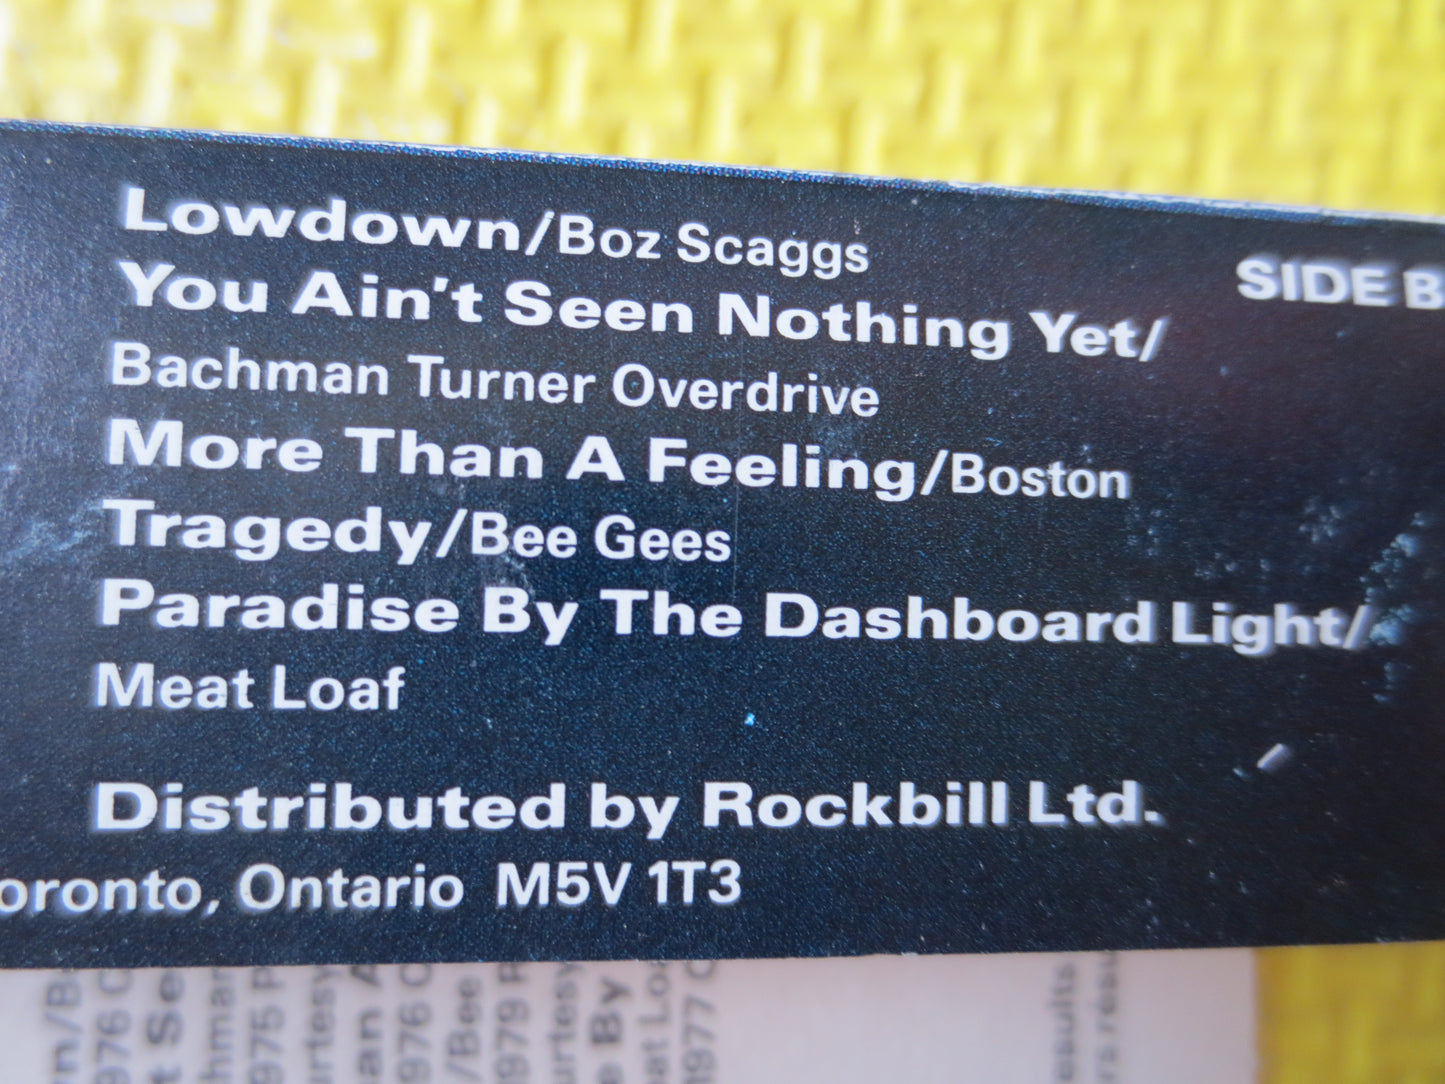 Lowdown/Boz Scaggs
SIDE B
You Ain't Seen Nothing Yet/
Bachman Turner Overdrive
More Than A Feeling/Boston
Tragedy/Bee Gees
Paradise By The Dashboard Light/
Meat Loaf
Distributed by Rockbill Ltd.
oronto, Ontario M5V 1T3